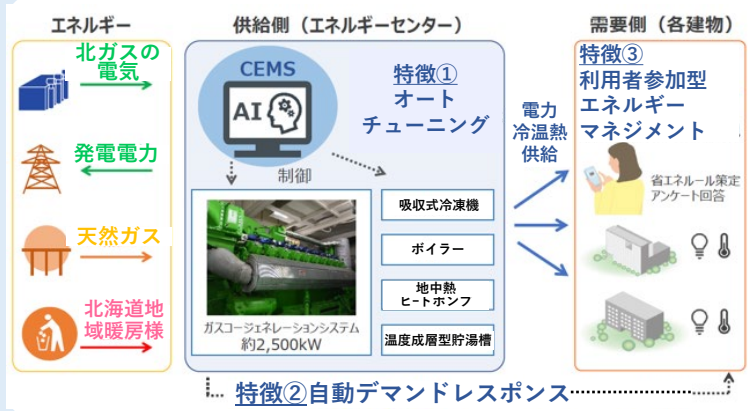 エネルギー
北ガスの
電気
発電電力
天然ガス
北海道地
域暖房様
供給側（エネルギーセンター）
CEMS
AI
特徴①
オート
チューニング
制御
ガスコージェネレーションシステム
約2,500kW
吸収式冷凍機
ボイラー
地中熱
ヒートポンプ
温度成層型貯湯槽
電力
冷温熱
供給
需要側（各建物）
特徴③
利用者参加型
エネルギー
マネジメント
省エネルール策定
アンケート回答
特徴②自動デマンドレスポンス